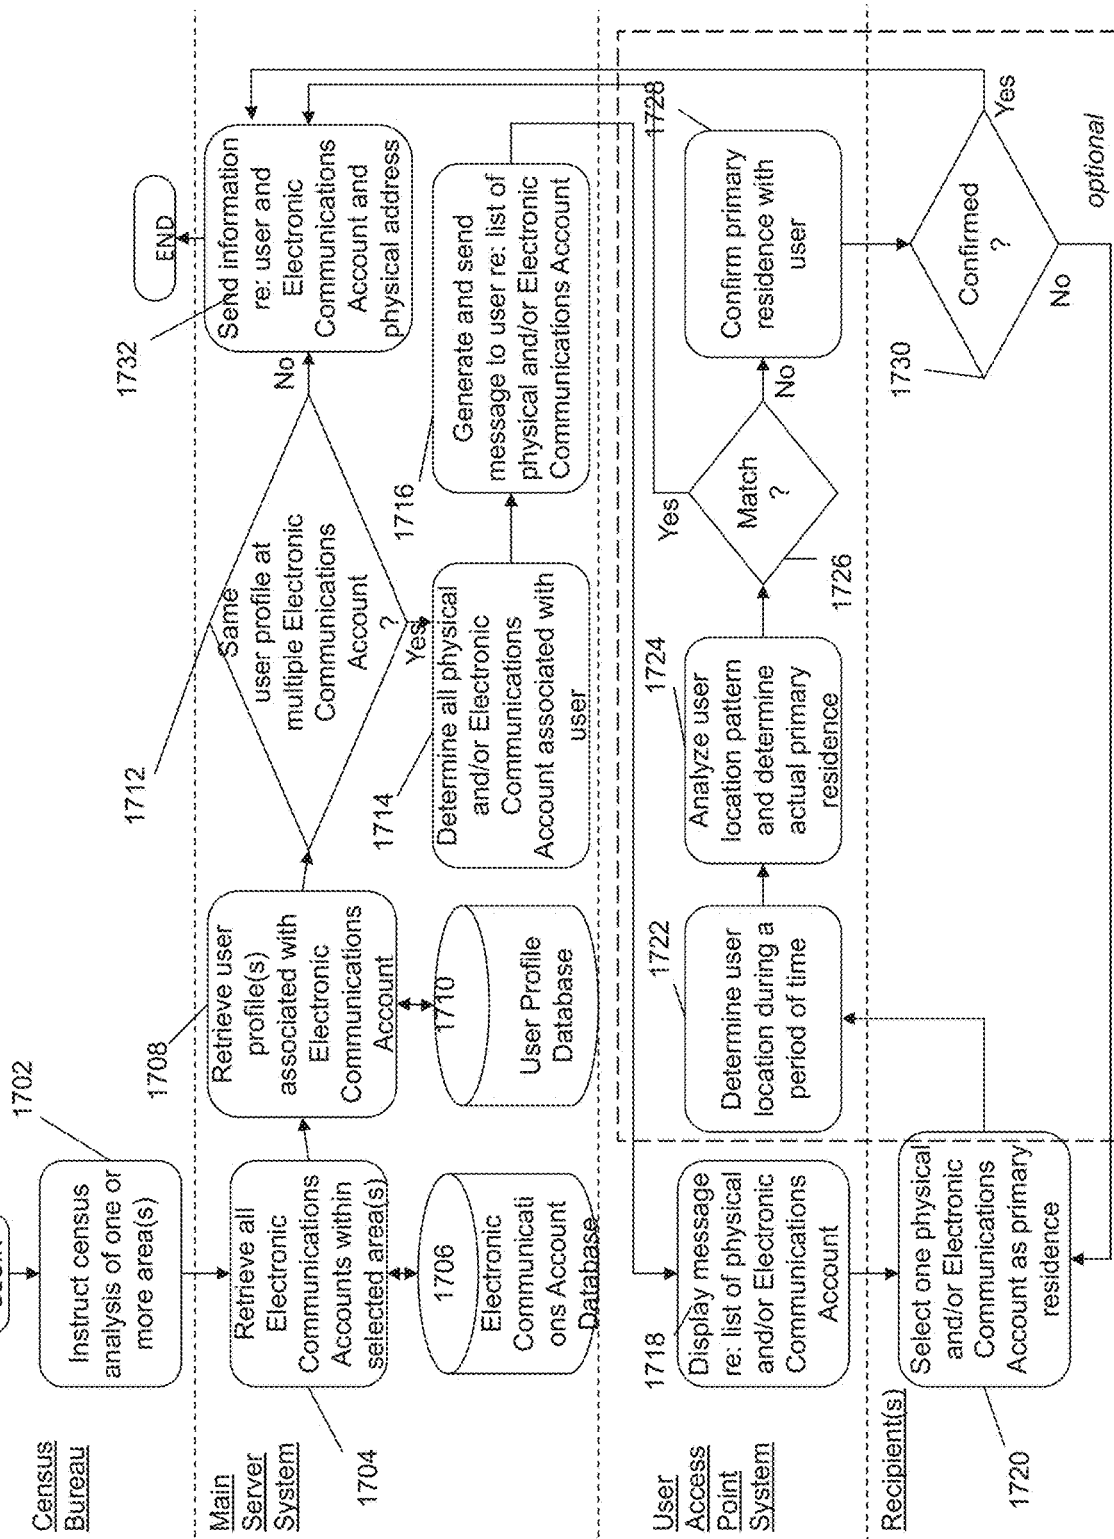 Census
Bureau
Instruct census
analysis of one or
more area(s)
1702
Main
Server
System
1704
Retrieve all
Electronic
Communications
Accounts within
selected area(s)
1706
Electronic
Communicati
ons Account
Database
1708
Retrieve user
profile(s)
associated with
Electronic
Communications
Account
1710
User Profile
Database
1712
Same
user profile at
multiple Electronic
Communications
Account
?
Yes
No
1714
Determine all physical
and/or Electronic
Communications
Account associated with
user
1716
Generate and send
message to user re: list of
physical and/or Electronic
Communications Account
1732
Send information
re: user and
Electronic
Communications
Account and
physical address
END
User
Access
Point
System
1718
Display message
re: list of physical
and/or Electronic
Communications
Account
1722
Determine user
location during a
period of time
1724
Analyze user
location pattern
and determine
actual primary
residence
1726
Match
?
Yes
No
1728
Confirm primary
residence with
user
Recipient(s)
1720
Select one physical
and/or Electronic
Communications
Account as primary
residence
1730
Confirmed
?
Yes
No
optional